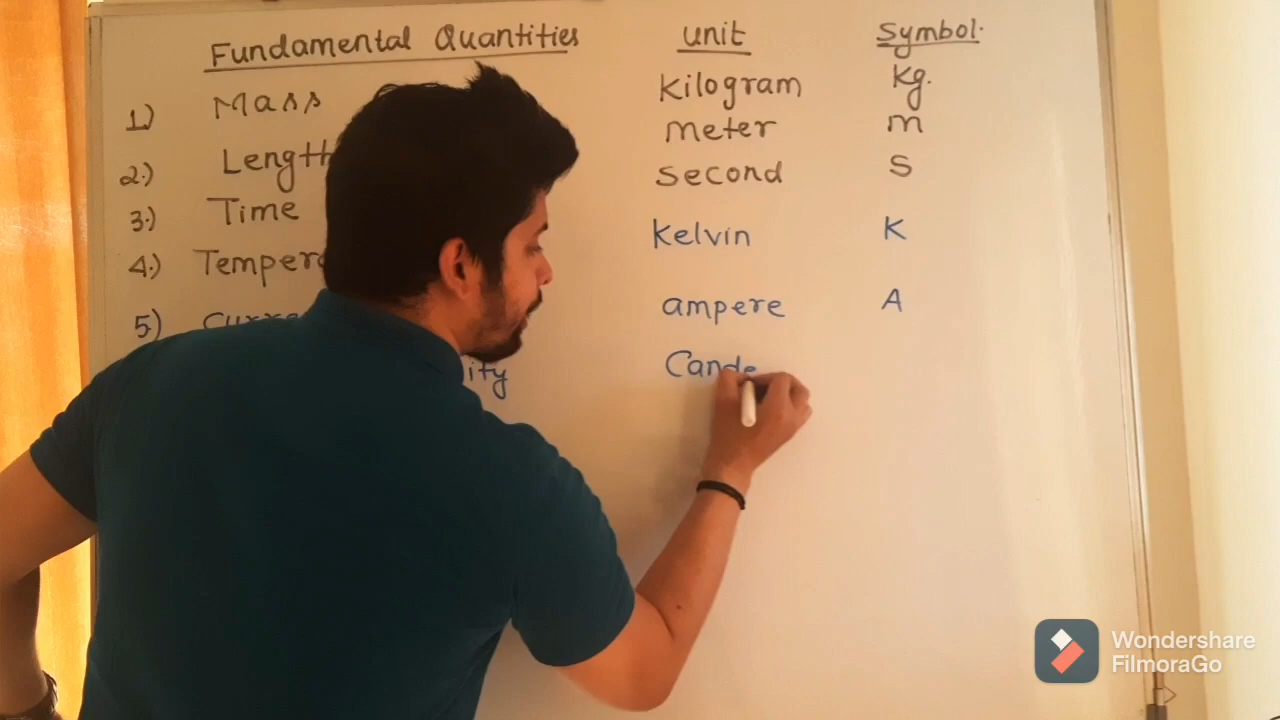 Fundamental Quantities unit Symbol.
1) Mass kilogram Kg.
2.) Length meter m
3.) Time second S
4.) kelvin K
5) ampere A
Wondershare
FilmoraGo